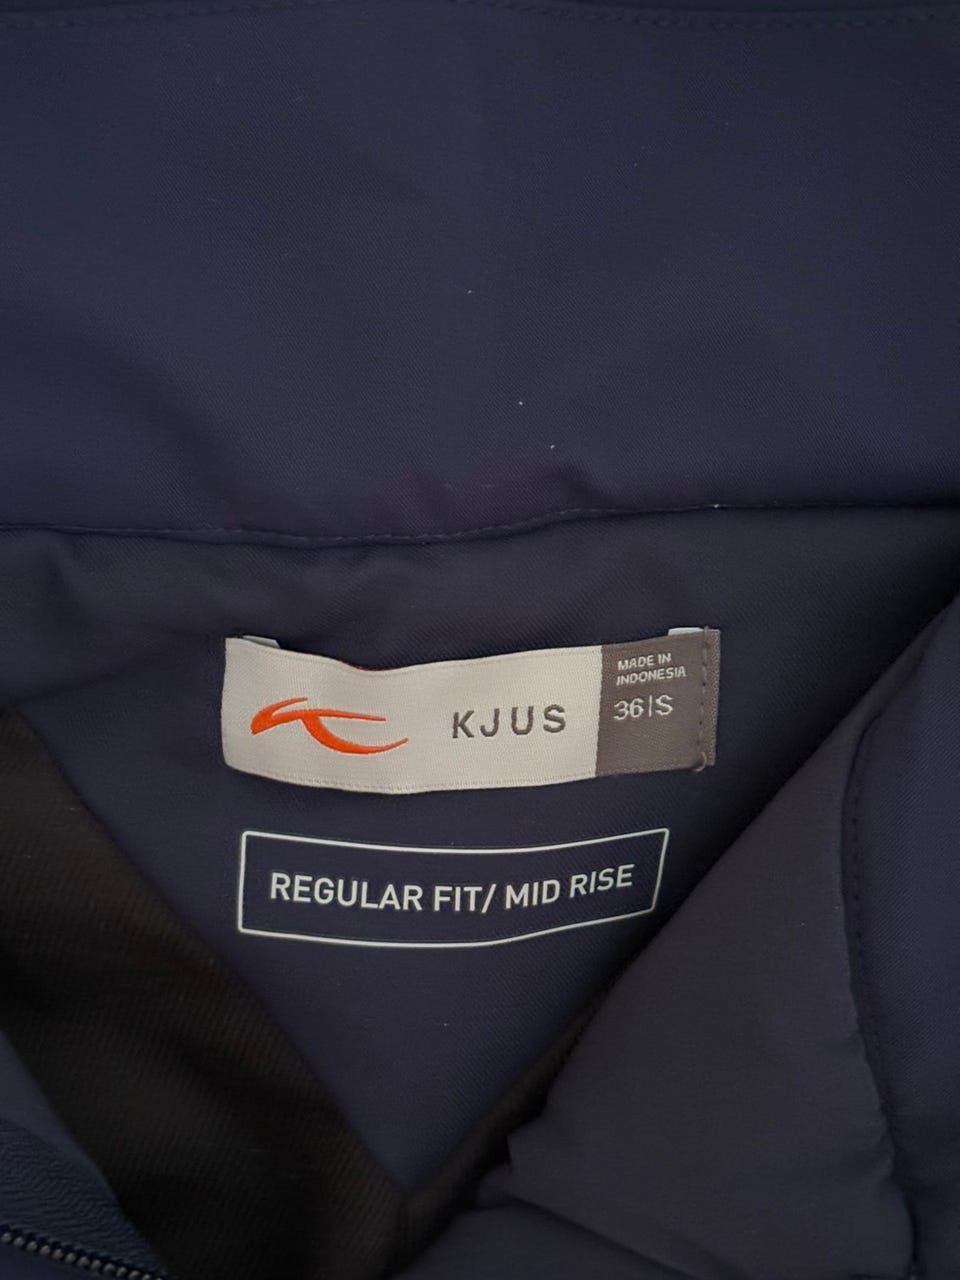 KJUS
MADE IN
INDONESIA
36|S
REGULAR FIT/ MID RISE